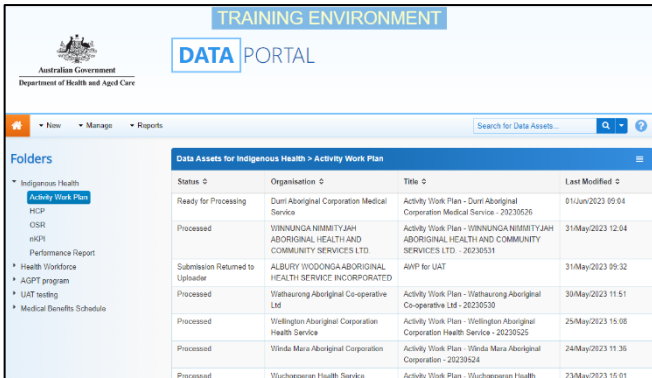 TRAINING ENVIRONMENT
Australian Government
Department of Health and Aged Care
DATA PORTAL
New Manage Reports Search for Data Assets...
Folders
Indigenous Health
Activity Work Plan
HCP
OSR
nKPI
Performance Report
Health Workforce
AGPT program
UAT testing
Medical Benefits Schedule
Data Assets for Indigenous Health > Activity Work Plan
Status Organisation Title Last Modified
Ready for Processing Durri Aboriginal Corporation Medical Activity Work Plan - Durri Aboriginal 01/Jun/2023 09:04
Service Corporation Medical Service - 20230526
Processed WINNUNGA NIMMITYJAH Activity Work Plan - WINNUNGA NIMMITYJAH 31/May/2023 12:04
ABORIGINAL HEALTH AND ABORIGINAL HEALTH AND COMMUNITY
COMMUNITY SERVICES LTD. SERVICES LTD. - 20230531
Submission Returned to ALBURY WODONGA ABORIGINAL AWP for UAT 31/May/2023 09:32
Uploader HEALTH SERVICE INCORPORATED
Processed Wathaurong Aboriginal Co-operative Activity Work Plan - Wathaurong Aboriginal 30/May/2023 11:51
Ltd Co-operative Ltd - 20230530
Processed Wellington Aboriginal Corporation Activity Work Plan - Wellington Aboriginal 25/May/2023 15:08
Health Service Corporation Health Service - 20230525
Processed Winda Mara Aboriginal Corporation Activity Work Plan - Winda Mara Aboriginal 24/May/2023 11:36
Corporation - 20230524
Processed Wuchopperen Health Service Activity Work Plan - Wuchopperen Health 23/May/2023 15:01